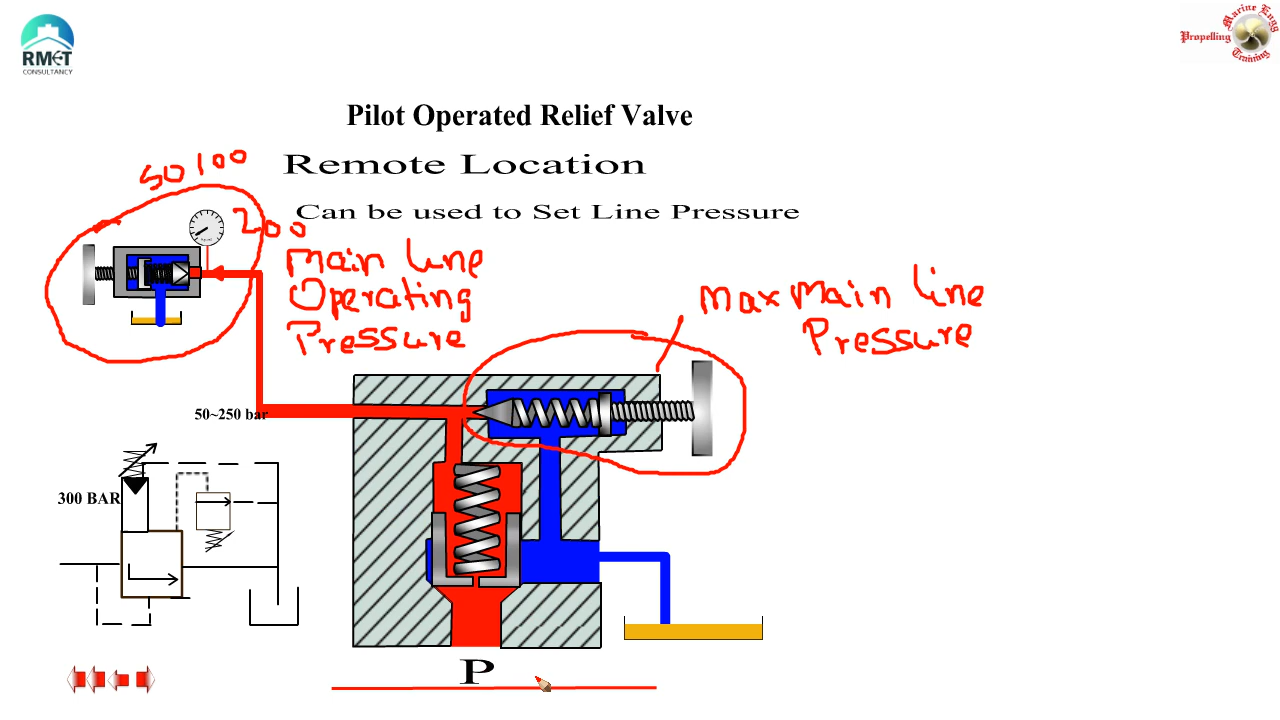 RMET
CONSULTANCY
Marine Engg
Propelling
Training
Pilot Operated Relief Valve
Remote Location
Can be used to Set Line Pressure
50 100
200
Main line
Operating
Pressure
Max Main line
Pressure
50~250 bar
300 BAR
P